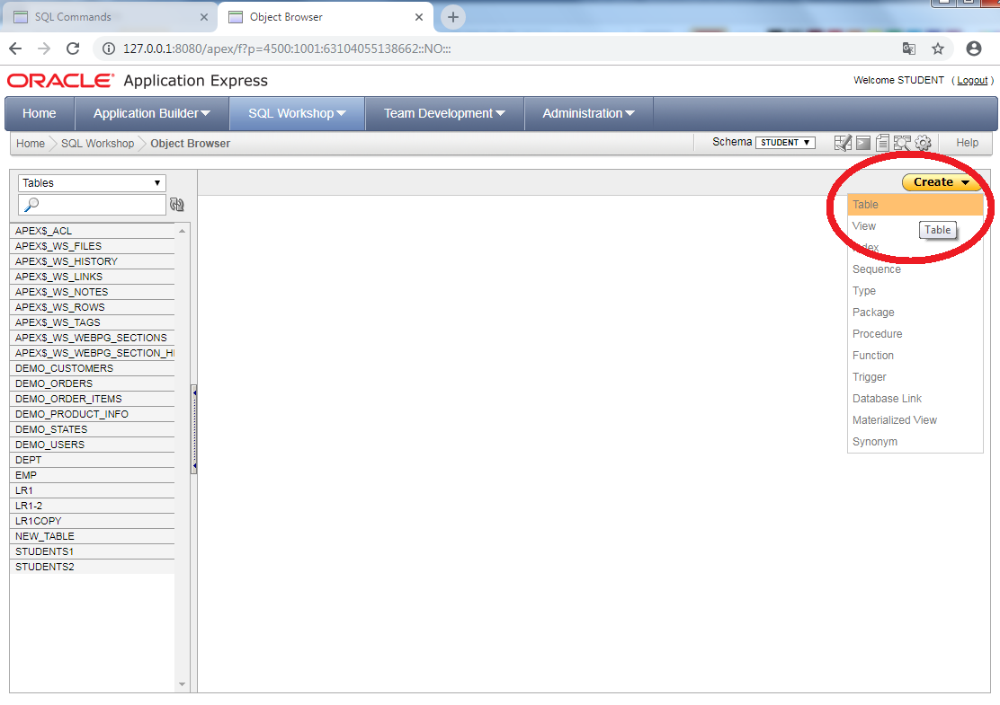 SQL Commands
Object Browser
127.0.0.1:8080/apex/f?p=4500:1001:63104055138662::NO:::
ORACLE® Application Express
Welcome STUDENT ( Logout )
Home Application Builder SQL Workshop Team Development Administration
Home SQL Workshop Object Browser
Schema STUDENT
Help
Tables
Create
Table
View
Table
Index
Sequence
Type
Package
Procedure
Function
Trigger
Database Link
Materialized View
Synonym
APEX$_ACL
APEX$_WS_FILES
APEX$_WS_HISTORY
APEX$_WS_LINKS
APEX$_WS_NOTES
APEX$_WS_ROWS
APEX$_WS_TAGS
APEX$_WS_WEBPG_SECTIONS
APEX$_WS_WEBPG_SECTION_HI
DEMO_CUSTOMERS
DEMO_ORDERS
DEMO_ORDER_ITEMS
DEMO_PRODUCT_INFO
DEMO_STATES
DEMO_USERS
DEPT
EMP
LR1
LR1-2
LR1COPY
NEW_TABLE
STUDENTS1
STUDENTS2